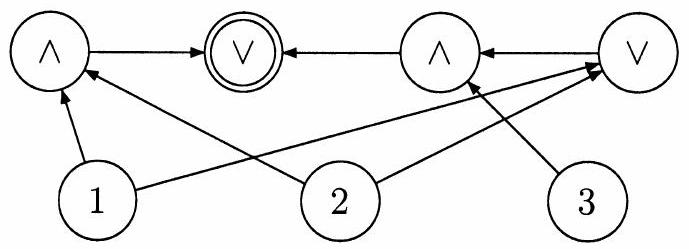 ∧ ∨ ∧ ∨
1 2 3